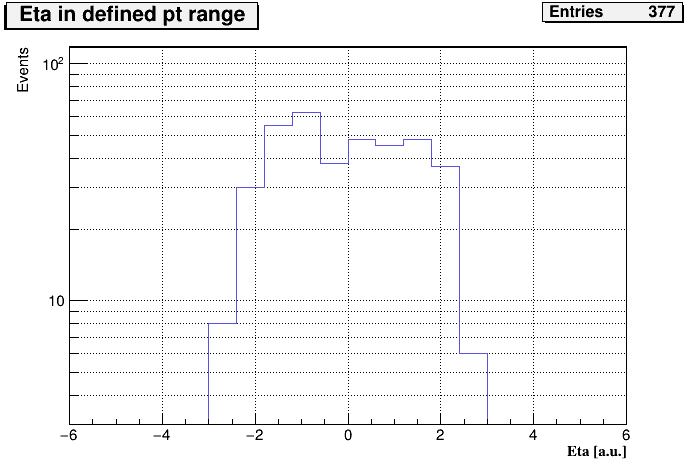 Eta in defined pt range
Entries 377
Events
10²
10
−6 −4 −2 0 2 4 6
Eta [a.u.]